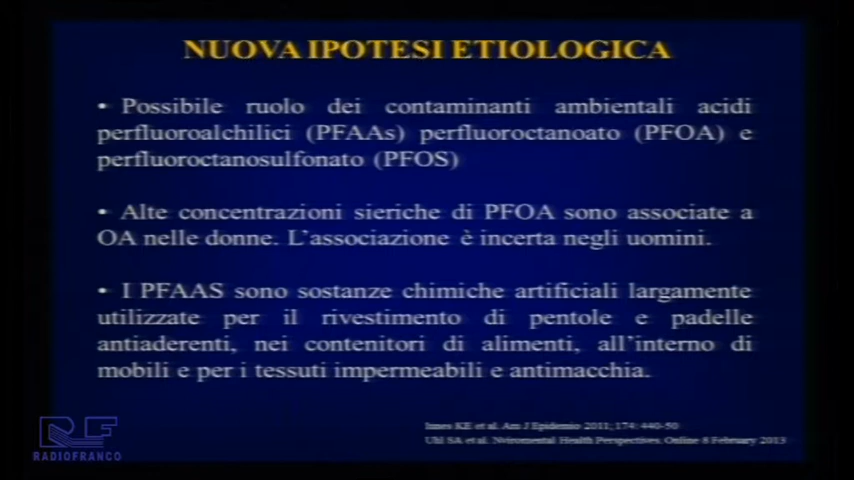 NUOVA IPOTESI ETIOLOGICA
• Possibile ruolo dei contaminanti ambientali acidi
perfluoroalchilici (PFAAs) perfluoroctanoato (PFOA) e
perfluoroctanosulfonato (PFOS)
• Alte concentrazioni sieriche di PFOA sono associate a
OA nelle donne. L'associazione è incerta negli uomini.
• I PFAAS sono sostanze chimiche artificiali largamente
utilizzate per il rivestimento di pentole e padelle
antiaderenti, nei contenitori di alimenti, all'interno di
mobili e per i tessuti impermeabili e antimacchia.
Innes KE et al. Am J Epidemio 2011; 174: 440-50
Uhl SA et al. Nviromental Health Perspectives, Online 8 February 2013
RF
RADIOFRANCO